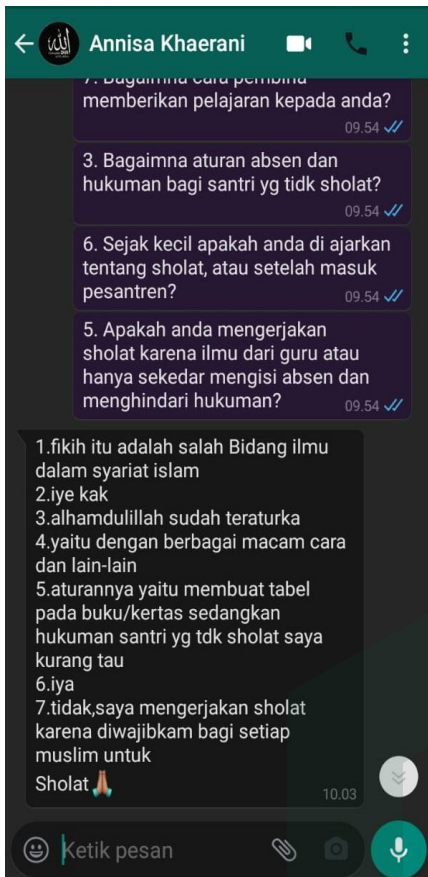 Annisa Khaerani
7. Bagaimna cara pembina
memberikan pelajaran kepada anda?
09.54
3. Bagaimna aturan absen dan
hukuman bagi santri yg tidk sholat?
09.54
6. Sejak kecil apakah anda di ajarkan
tentang sholat, atau setelah masuk
pesantren?
09.54
5. Apakah anda mengerjakan
sholat karena ilmu dari guru atau
hanya sekedar mengisi absen dan
menghindari hukuman?
09.54
1.fikih itu adalah salah Bidang ilmu
dalam syariat islam
2.iye kak
3.alhamdulillah sudah teraturka
4.yaitu dengan berbagai macam cara
dan lain-lain
5.aturannya yaitu membuat tabel
pada buku/kertas sedangkan
hukuman santri yg tdk sholat saya
kurang tau
6.iya
7.tidak,saya mengerjakan sholat
karena diwajibkam bagi setiap
muslim untuk
Sholat🙏🏽
10.03
Ketik pesan